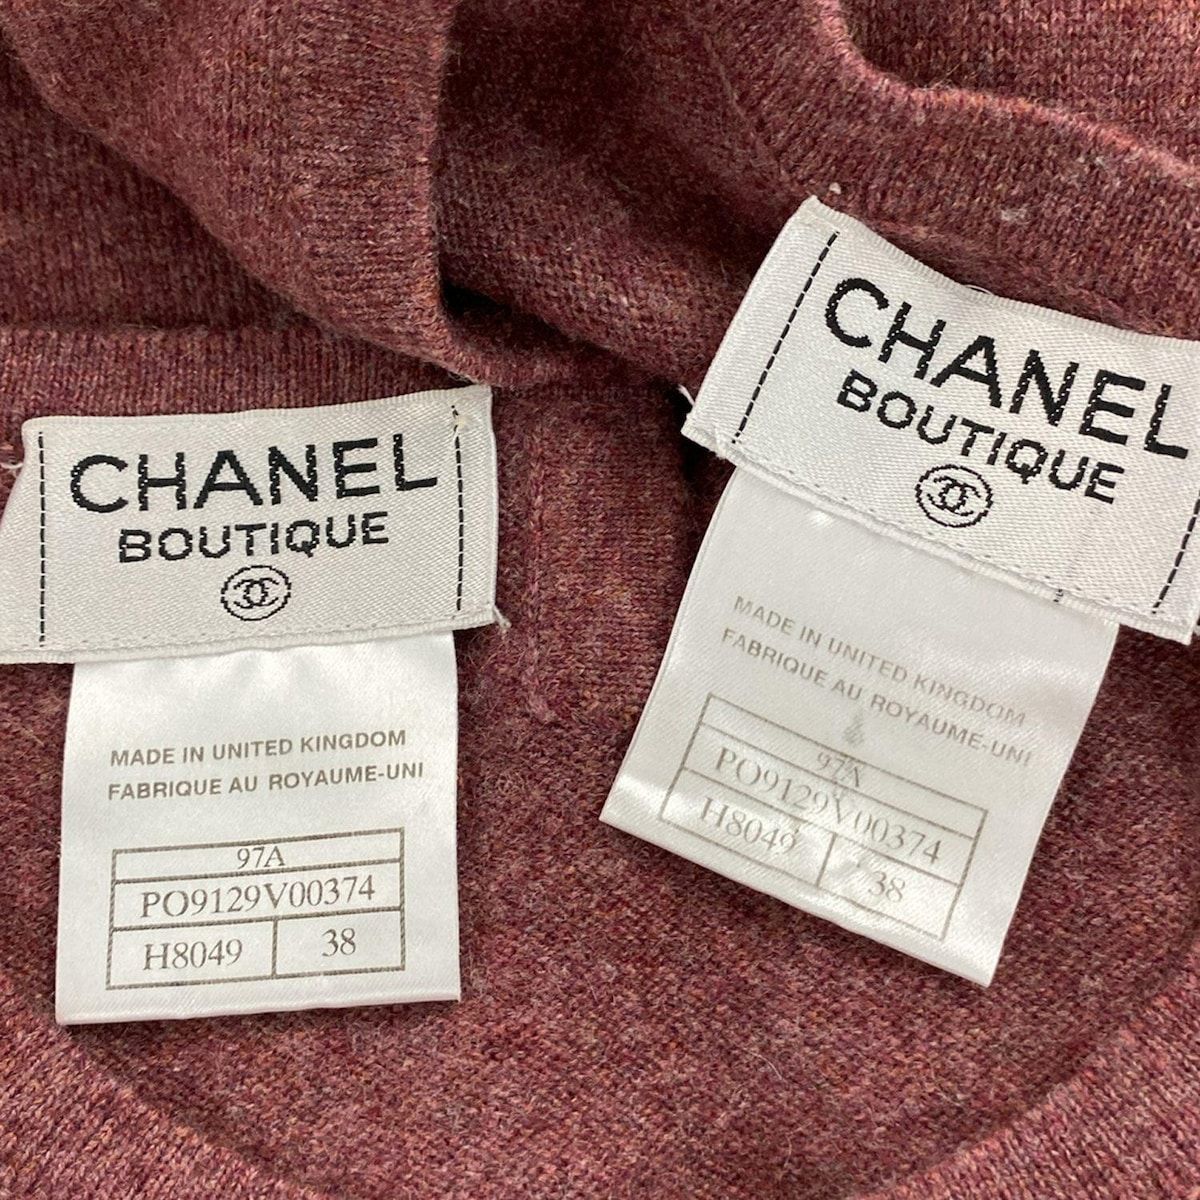 CHANEL
BOUTIQUE
MADE IN UNITED KINGDOM
FABRIQUE AU ROYAUME-UNI
97A
PO9129V00374
H8049 38
CHANEL
BOUTIQUE
MADE IN UNITED KINGDOM
FABRIQUE AU ROYAUME-UNI
97A
PO9129V00374
H8049 38